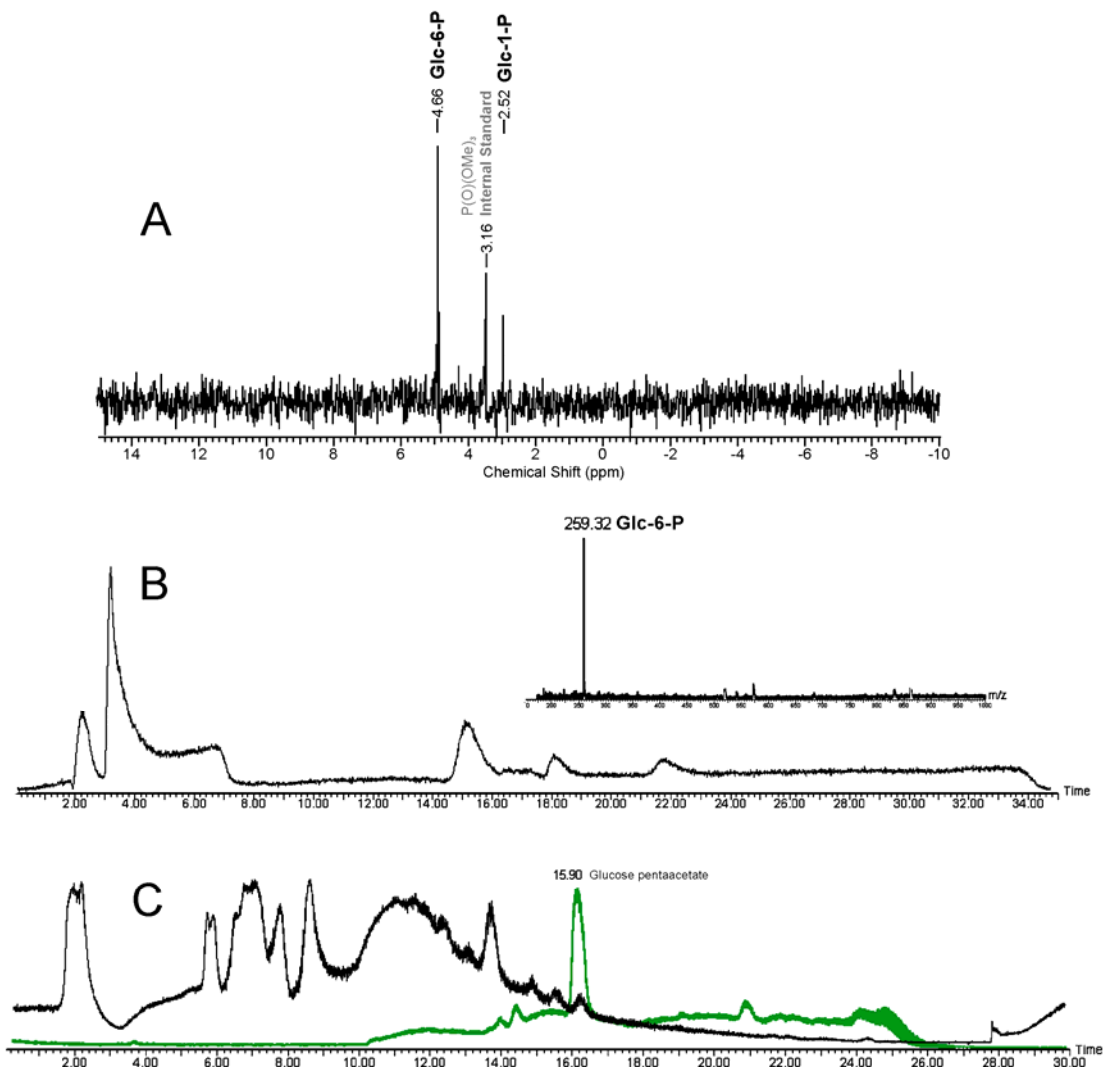 4.66 Glc-6-P
P(O)(OMe)₃
3.16 Internal Standard
2.52 Glc-1-P
A
14 12 10 8 6 4 2 0 -2 -4 -6 -8 -10
Chemical Shift (ppm)
259.32 Glc-6-P
B
m/z
2.00 4.00 6.00 8.00 10.00 12.00 14.00 16.00 18.00 20.00 22.00 24.00 26.00 28.00 30.00 32.00 34.00 Time
15.90 Glucose pentaacetate
C
2.00 4.00 6.00 8.00 10.00 12.00 14.00 16.00 18.00 20.00 22.00 24.00 26.00 28.00 30.00 Time